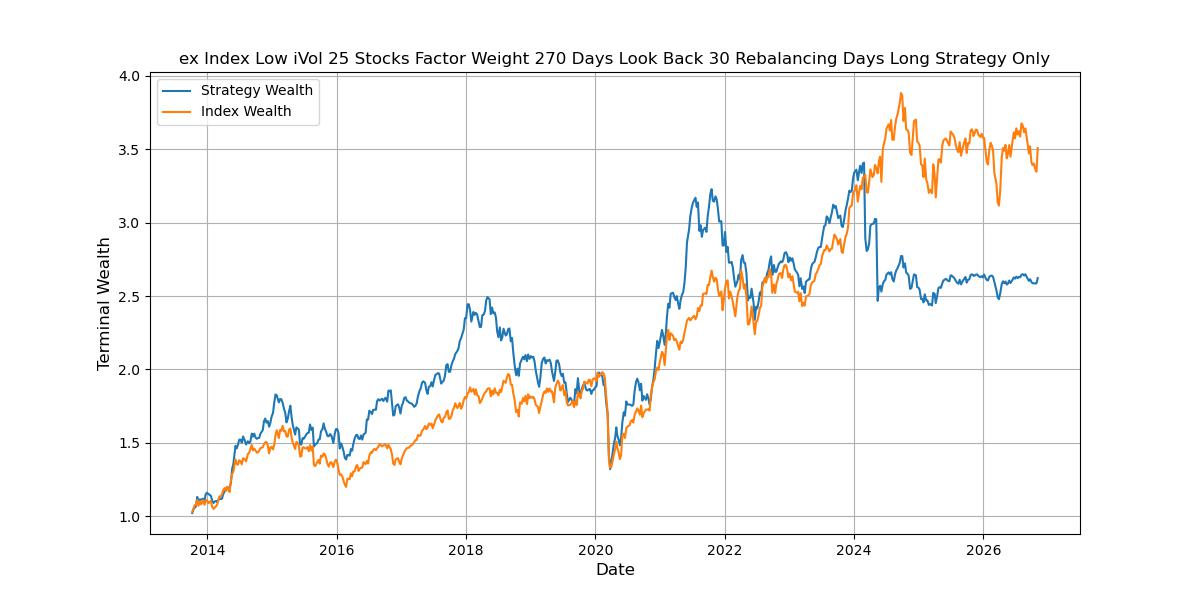 ex Index Low iVol 25 Stocks Factor Weight 270 Days Look Back 30 Rebalancing Days Long Strategy Only
Strategy Wealth
Index Wealth
Terminal Wealth
4.0
3.5
3.0
2.5
2.0
1.5
1.0
2014 2016 2018 2020 2022 2024 2026
Date